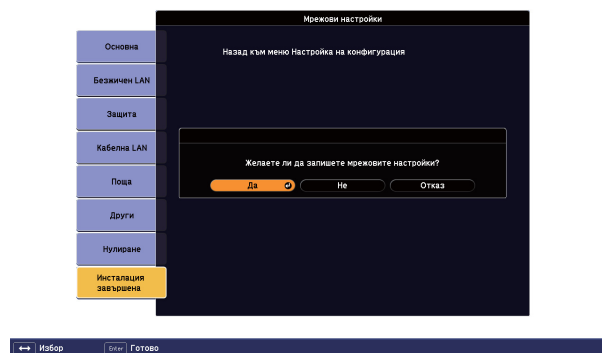 Мрежови настройки
Основна
Назад към меню Настройка на конфигурация
Безжичен LAN
Защита
Кабелна LAN
Желаете ли да запишете мрежовите настройки?
Поща
Да Не Отказ
Други
Нулиране
Инсталация
завършена
Избор Enter Готово